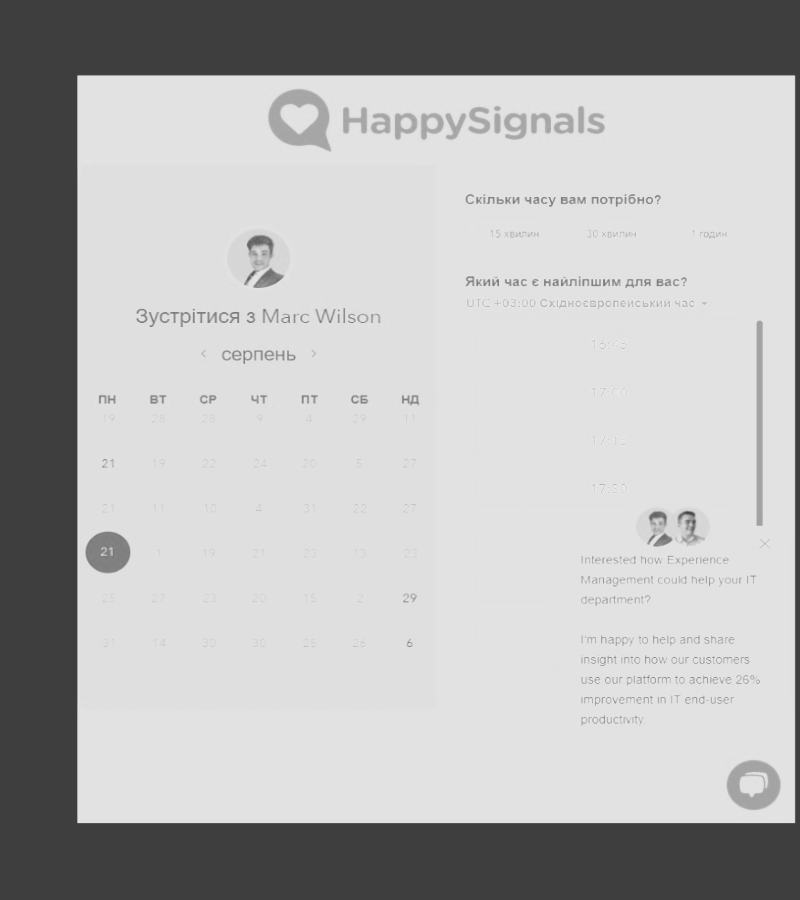 HappySignals
Зустрітися з Marc Wilson
серпень
ПН ВТ СР ЧТ ПТ СБ НД
19 28 28 9 4 29 11
21 19 22 24 20 5 27
21 11 10 4 31 22 27
21 1 19 21 23 13 23
25 27 23 20 15 2 29
31 14 30 30 26 26 6
Скільки часу вам потрібно?
15 хвилин 30 хвилин 1 годин
Який час є найліпшим для вас?
UTC +03:00 Східноєвропейський час
16:45
17:00
17:15
17:30
Interested how Experience
Management could help your IT
department?
I'm happy to help and share
insight into how our customers
use our platform to achieve 26%
improvement in IT end-user
productivity.